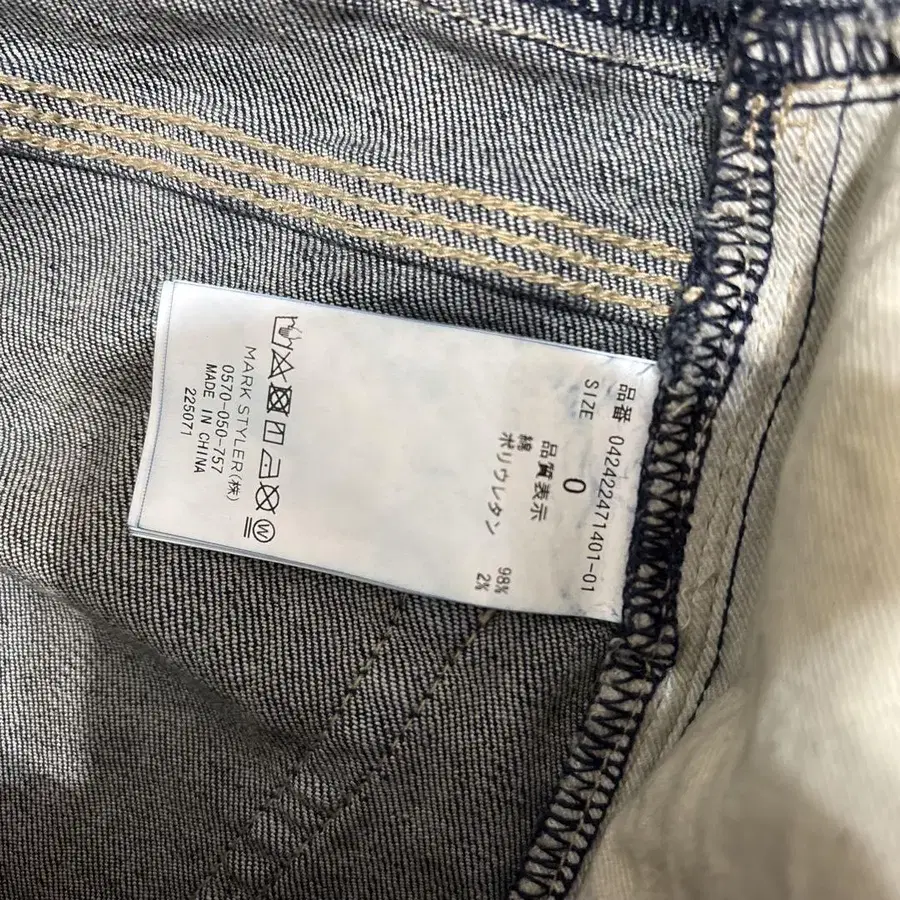 品番 042422471401-01
SIZE 0
品質表示
綿 98%
ポリウレタン 2%
MARK STYLER(株)
0570-050-757
MADE IN CHINA
225071